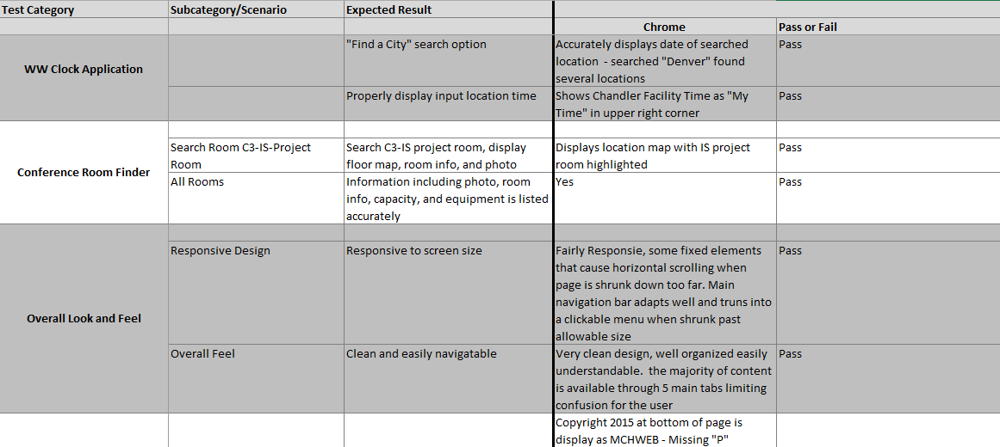 Test Category Subcategory/Scenario Expected Result
Chrome Pass or Fail
WW Clock Application
"Find a City" search option
Accurately displays date of searched
location - searched "Denver" found
several locations
Pass
Properly display input location time
Shows Chandler Facility Time as "My
Time" in upper right corner
Pass
Conference Room Finder
Search Room C3-IS-Project
Room
Search C3-IS project room, display
floor map, room info, and photo
Displays location map with IS project
room highlighted
Pass
All Rooms
Information including photo, room
info, capacity, and equipment is listed
accurately
Yes
Pass
Overall Look and Feel
Responsive Design
Responsive to screen size
Fairly Responsie, some fixed elements
that cause horizontal scrolling when
page is shrunk down too far. Main
navigation bar adapts well and truns into
a clickable menu when shrunk past
allowable size
Pass
Overall Feel
Clean and easily navigatable
Very clean design, well organized easily
understandable. the majority of content
is available through 5 main tabs limiting
confusion for the user
Pass
Copyright 2015 at bottom of page is
display as MCHWEB - Missing "P"